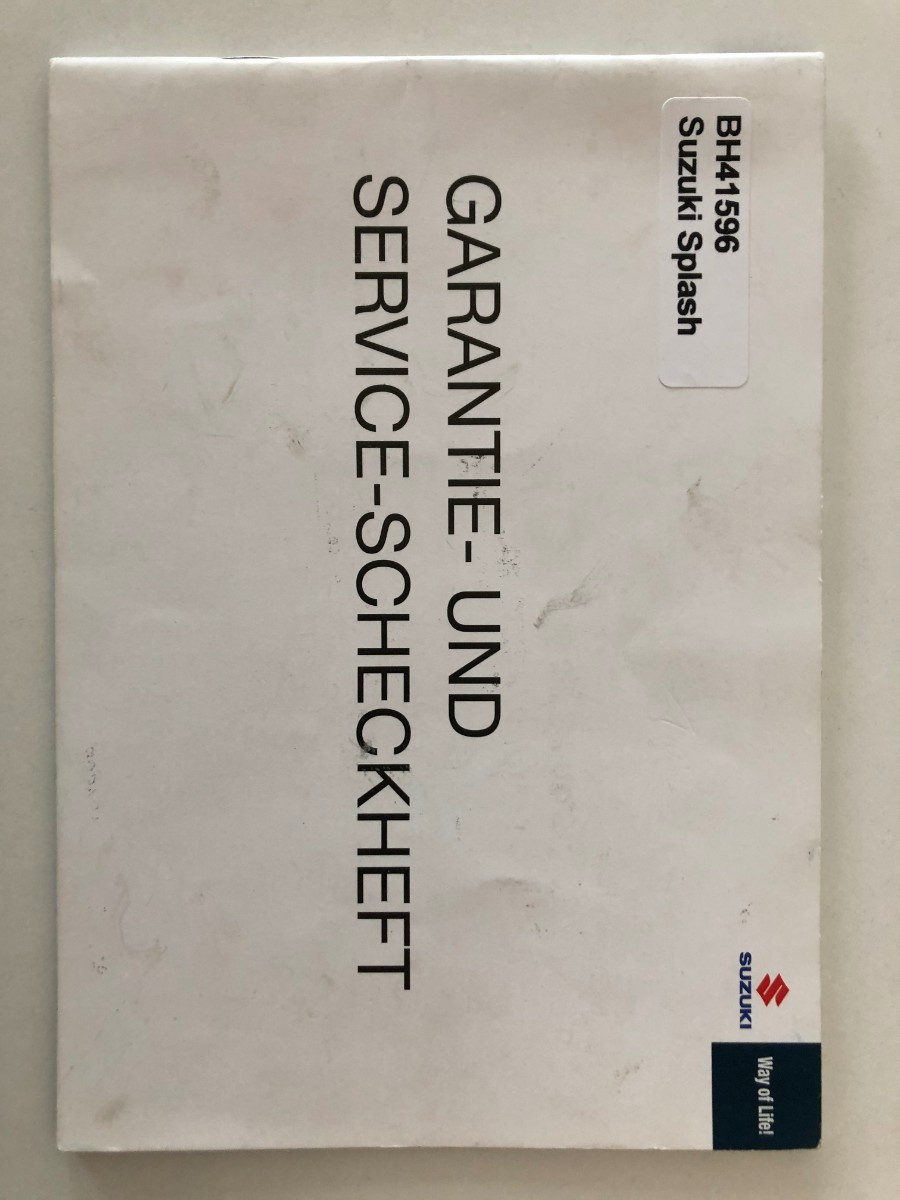 BH41596
Suzuki Splash
SUZUKI
Way of Life!
GARANTIE- UND
SERVICE-SCHECKHEFT